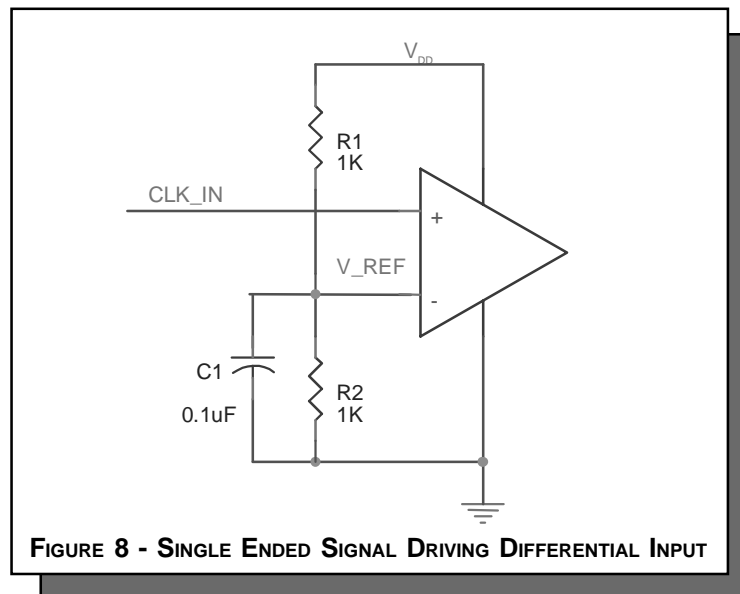 V_DD
R1
1K
CLK_IN
+
V_REF
-
C1
0.1uF
R2
1K
FIGURE 8 - SINGLE ENDED SIGNAL DRIVING DIFFERENTIAL INPUT